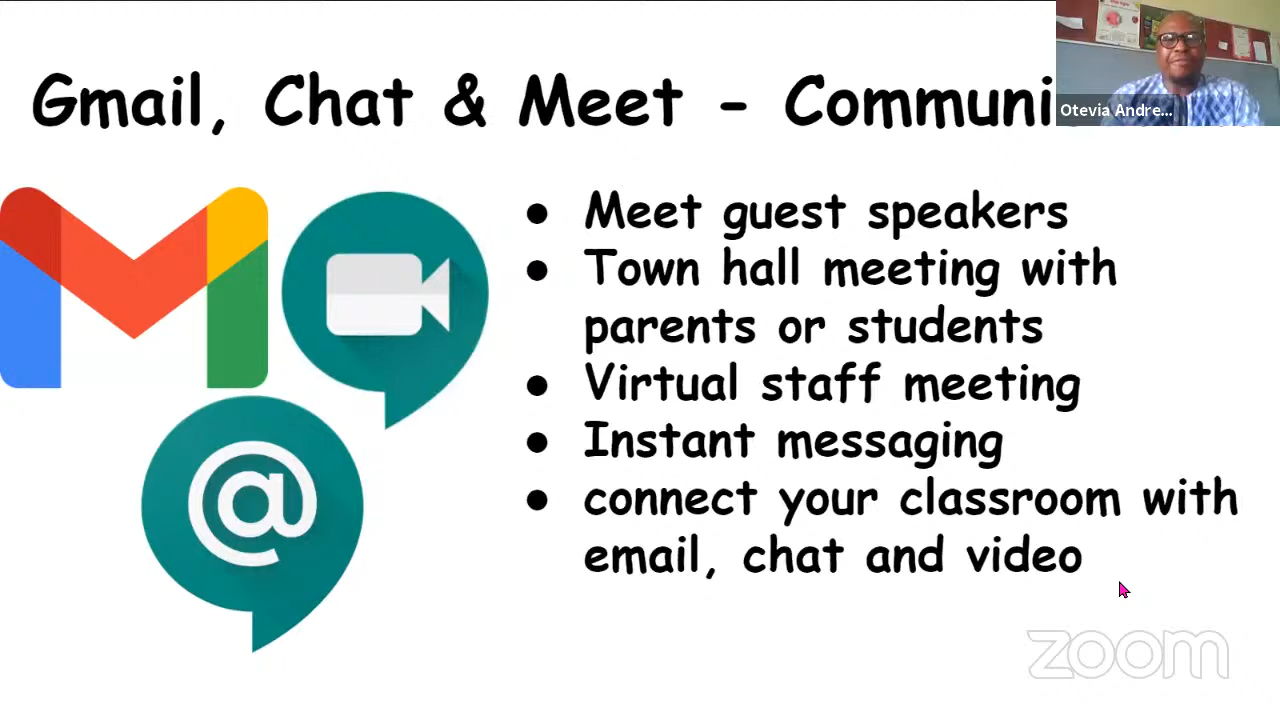 Gmail, Chat & Meet - Communi
Otevia Andre...
● Meet guest speakers
● Town hall meeting with
parents or students
● Virtual staff meeting
● Instant messaging
● connect your classroom with
email, chat and video
@
zoom